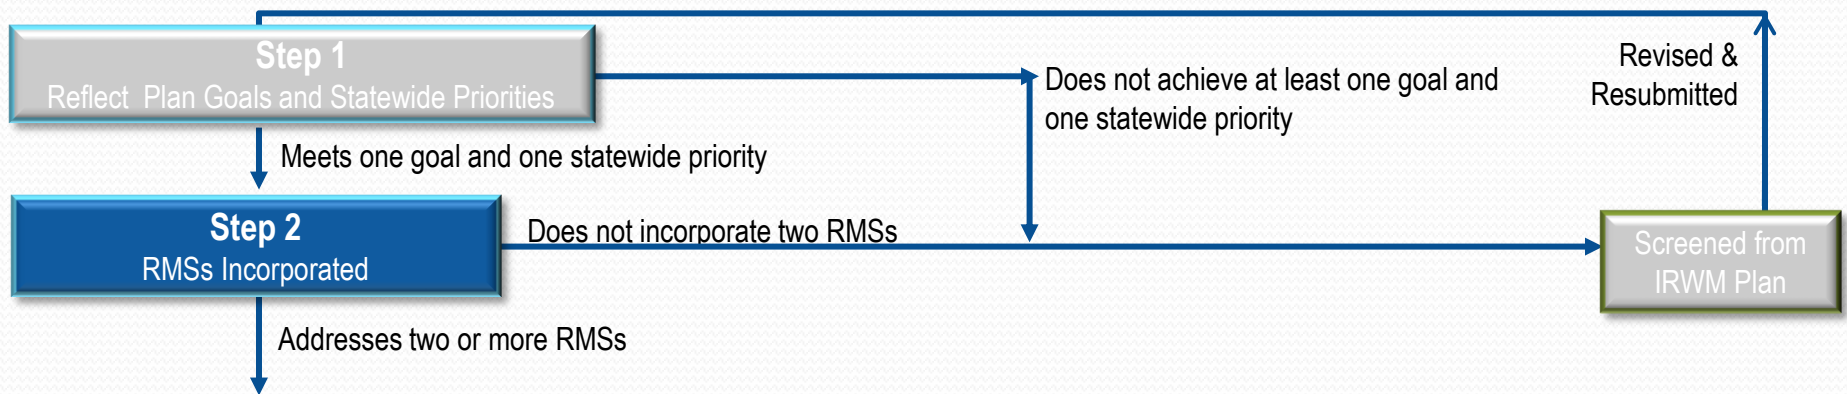 Step 1
Reflect Plan Goals and Statewide Priorities
Does not achieve at least one goal and
one statewide priority
Revised &
Resubmitted
Meets one goal and one statewide priority
Step 2
RMSs Incorporated
Does not incorporate two RMSs
Screened from
IRWM Plan
Addresses two or more RMSs